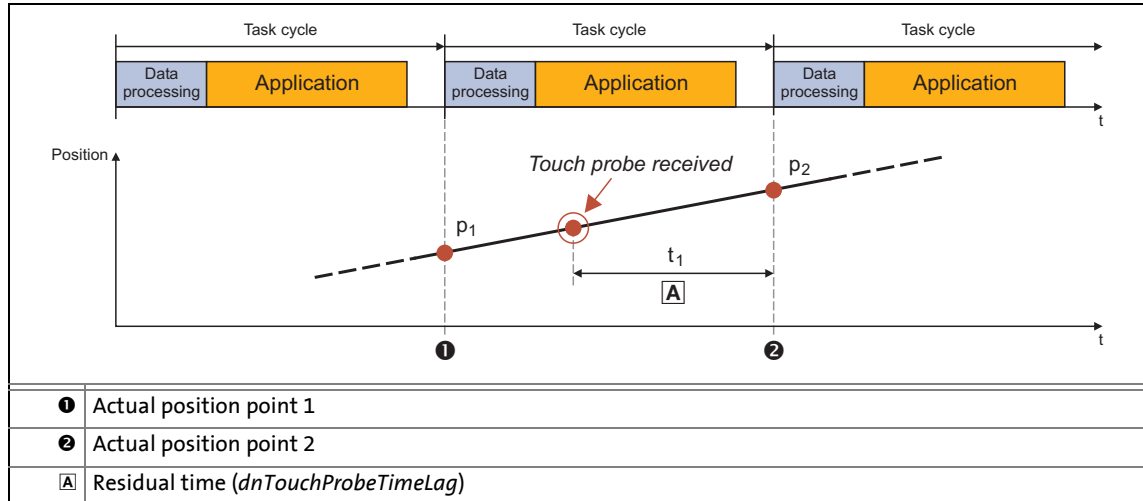 Task cycle Task cycle Task cycle
Data processing Application Data processing Application Data processing Application
t
Position
Touch probe received
p2
p1
t1
A
t
❶ ❷
❶ Actual position point 1
❷ Actual position point 2
A Residual time (dnTouchProbeTimeLag)